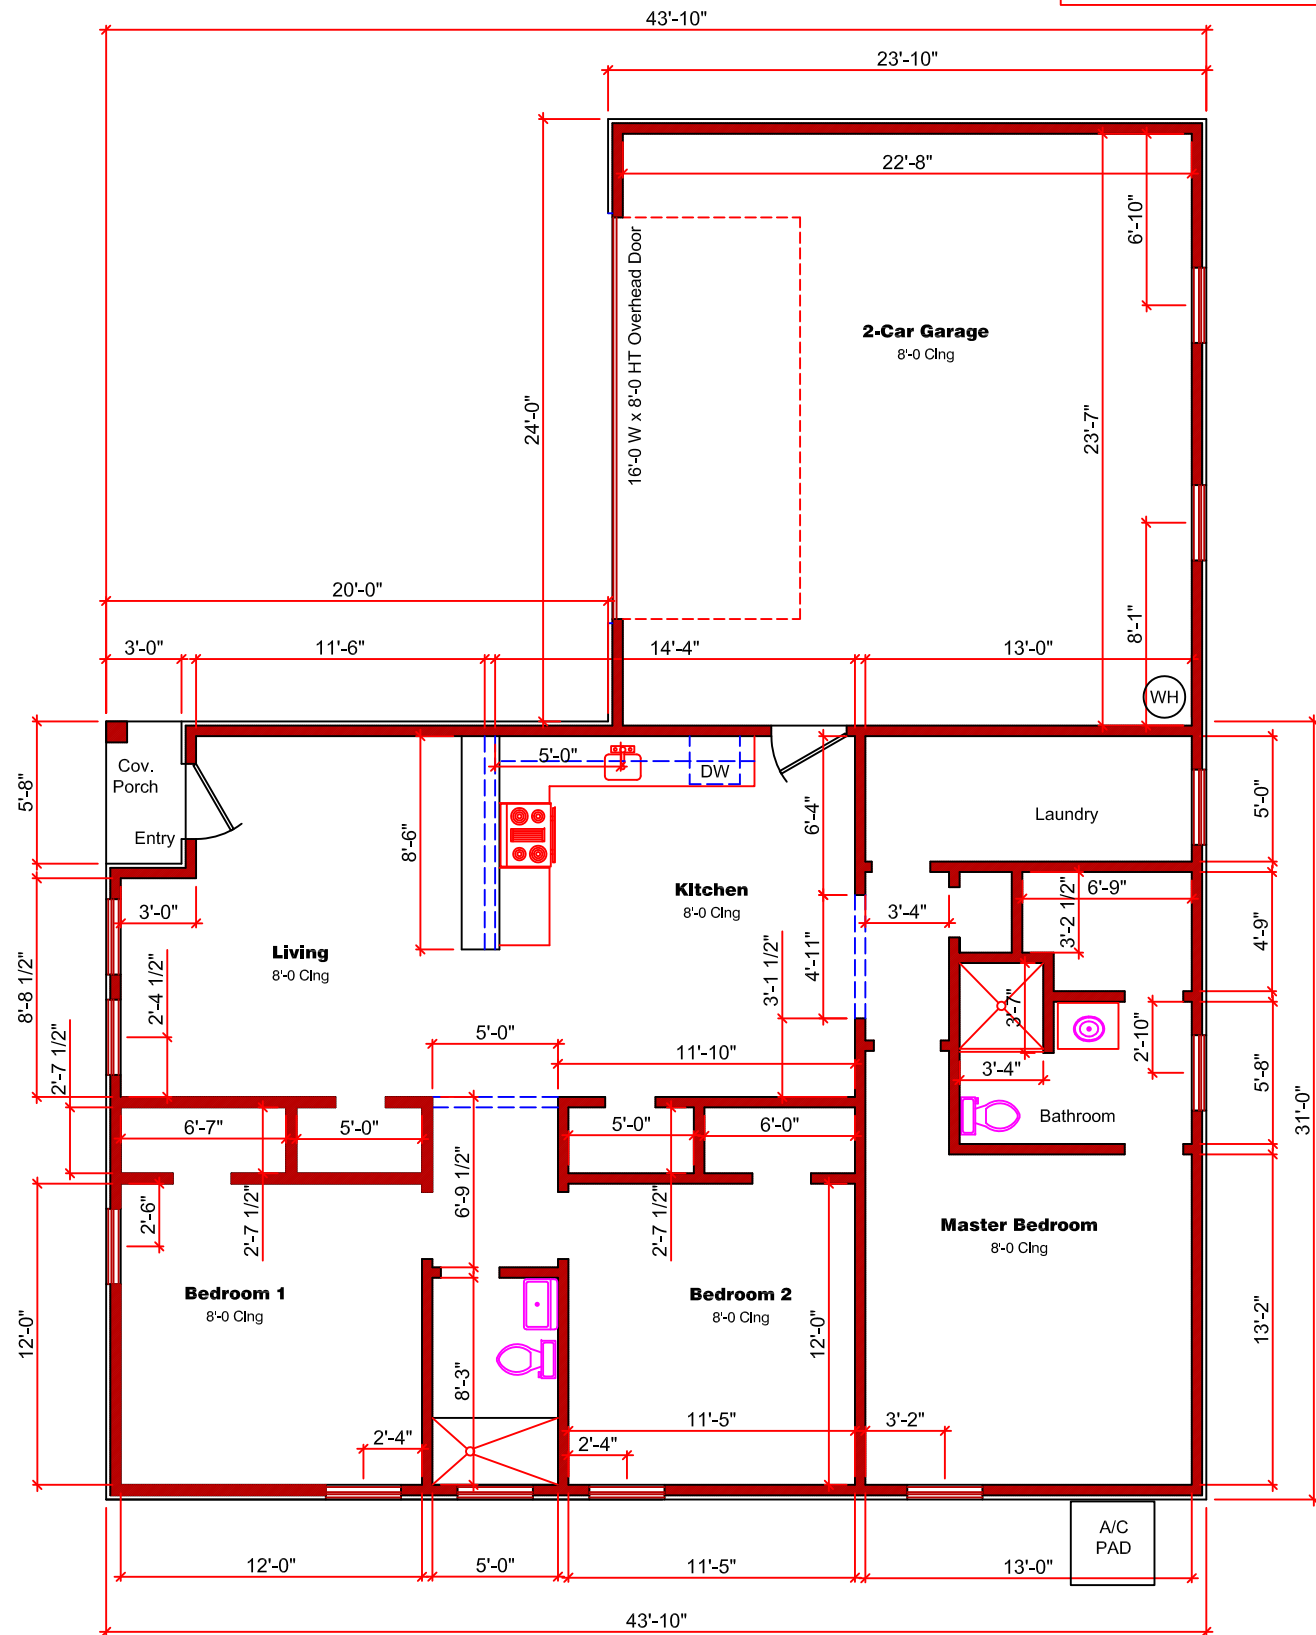 43'-10"
23'-10"
22'-8"
6'-10"
16'-0 W x 8'-0 HT Overhead Door
2-Car Garage
8'-0 Clng
24'-0"
23'-7"
20'-0"
8'-1"
3'-0"
11'-6"
14'-4"
13'-0"
WH
Cov.
Porch
Entry
5'-8"
5'-0"
DW
6'-4"
Laundry
5'-0"
8'-6"
KItchen
8'-0 Clng
3'-0"
3'-4"
3'-2 1/2"
6'-9"
4'-9"
Living
8'-0 Clng
8'-8 1/2"
2'-4 1/2"
3'-1 1/2"
4'-11"
3'-7"
2'-7 1/2"
5'-0"
11'-10"
3'-4"
2'-10"
5'-8"
31'-0"
Bathroom
6'-7"
5'-0"
5'-0"
6'-0"
6'-9 1/2"
2'-6"
2'-7 1/2"
2'-7 1/2"
Master Bedroom
8'-0 Clng
Bedroom 1
8'-0 Clng
Bedroom 2
8'-0 Clng
12'-0"
12'-0"
13'-2"
8'-3"
2'-4"
2'-4"
11'-5"
3'-2"
A/C
PAD
12'-0"
5'-0"
11'-5"
13'-0"
43'-10"